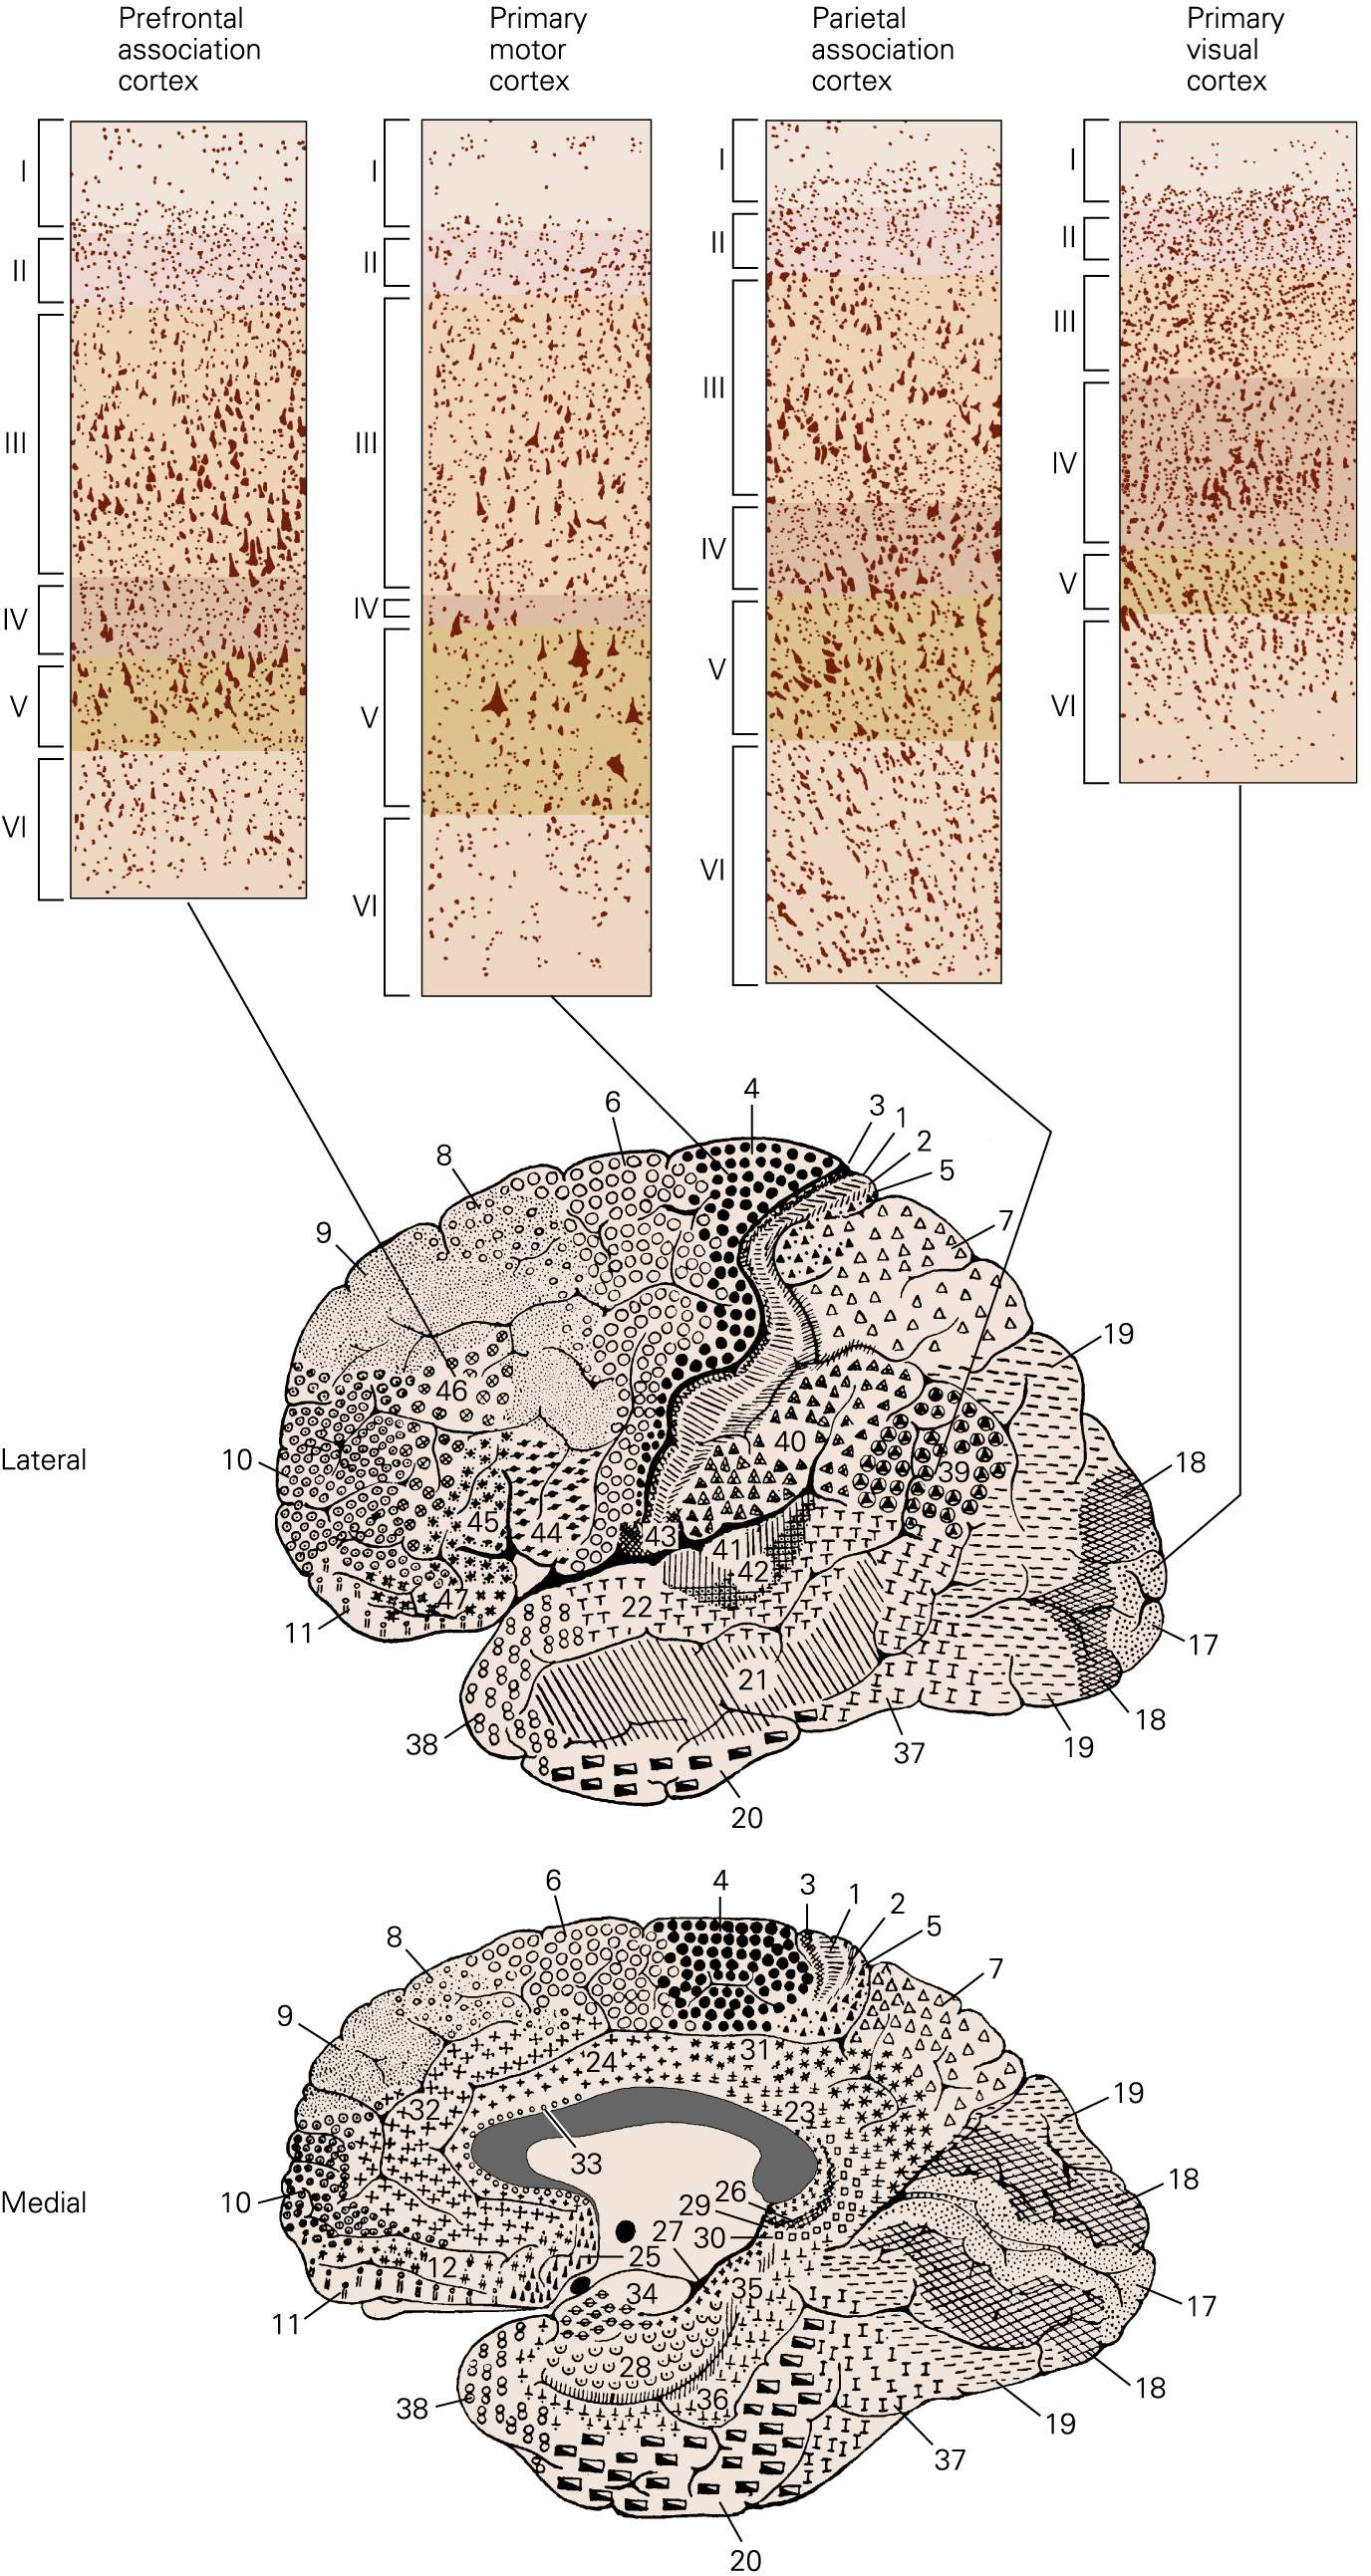 Prefrontal
association
cortex
Primary
motor
cortex
Parietal
association
cortex
Primary
visual
cortex
I
II
III
IV
V
VI
I
II
III
IV
V
VI
I
II
III
IV
V
VI
I
II
III
IV
V
VI
Lateral
4
6
3
1
8
2
5
9
7
19
46
40
10
39
18
45
44
43
41
42
47
22
11
17
21
18
38
19
37
20
Medial
6
4
3
1
2
8
5
7
9
31
24
19
32
23
33
18
10
26
29
27
30
25
12
35
34
17
11
28
18
36
38
19
37
20